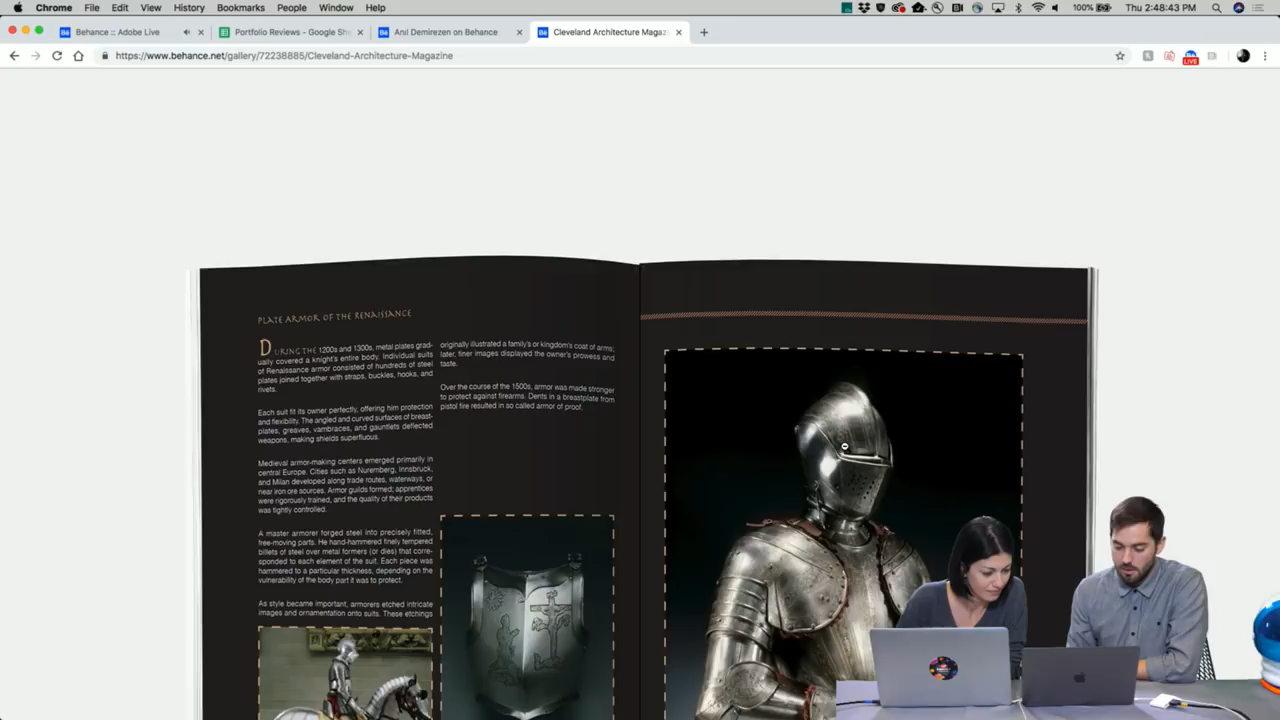 Chrome File Edit View History Bookmarks People Window Help 100% Thu 2:48:43 PM
Behance :: Adobe Live
Portfolio Reviews - Google She
Anil Demirezen on Behance
Cleveland Architecture Magaz
https://www.behance.net/gallery/72238885/Cleveland-Architecture-Magazine
LIVE
PLATE ARMOR OF THE RENAISSANCE
DURING THE 1200s and 1300s, metal plates grad-
ually covered a knight's entire body. Individual suits
of Renaissance armor consisted of hundreds of steel
plates joined together with straps, buckles, hooks, and
rivets.
Each suit fit its owner perfectly, offering him protection
and flexibility. The angled and curved surfaces of breast-
plates, greaves, vambraces, and gauntlets deflected
weapons, making shields superfluous.
Medieval armor-making centers emerged primarily in
central Europe. Cities such as Nuremberg, Innsbruck,
and Milan developed along trade routes, waterways, or
near iron ore sources. Armor guilds formed; apprentices
were rigorously trained, and the quality of their products
was tightly controlled.
A master armorer forged steel into precisely fitted,
free-moving parts. He hand-hammered finely tempered
billets of steel over metal formers (or dies) that corre-
sponded to each element of the suit. Each piece was
hammered to a particular thickness, depending on the
vulnerability of the body part it was to protect.
As style became important, armorers etched intricate
images and ornamentation onto suits. These etchings
originally illustrated a family's or kingdom's coat of arms;
later, finer images displayed the owner's prowess and
taste.
Over the course of the 1500s, armor was made stronger
to protect against firearms. Dents in a breastplate from
pistol fire resulted in so called armor of proof.